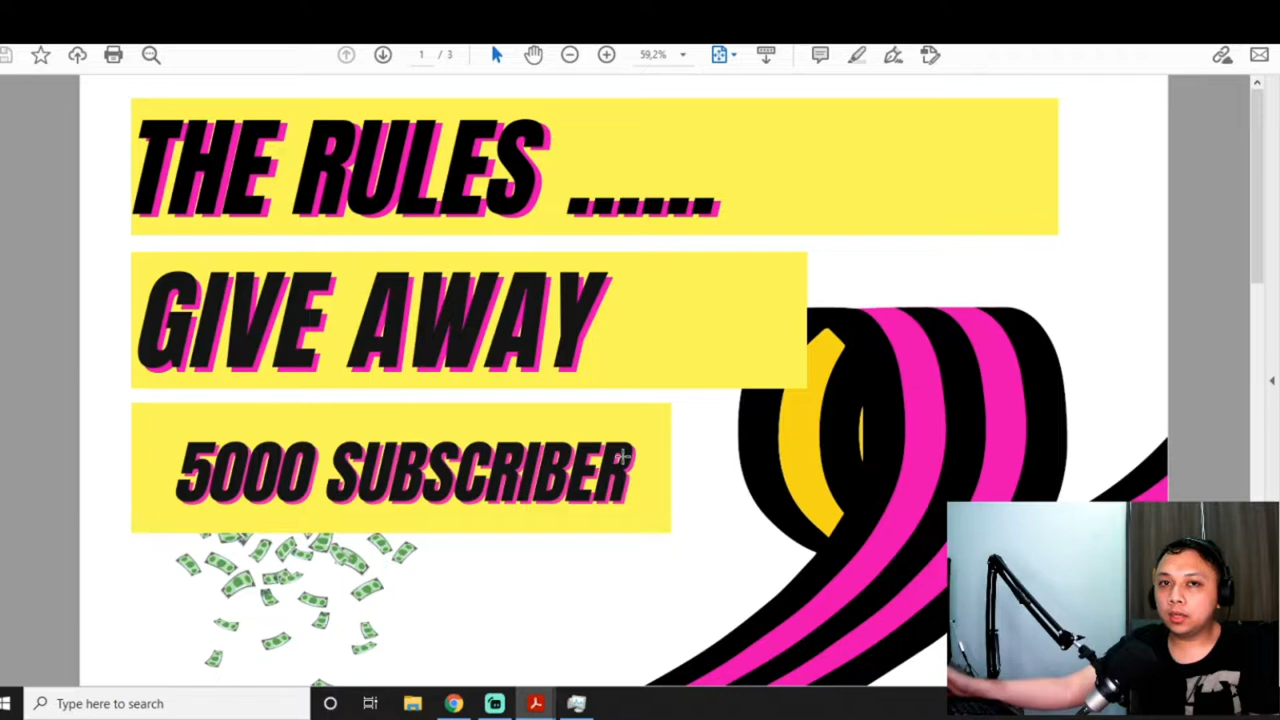 1 / 3
59,2%
THE RULES ......
GIVE AWAY
5000 SUBSCRIBER
Type here to search